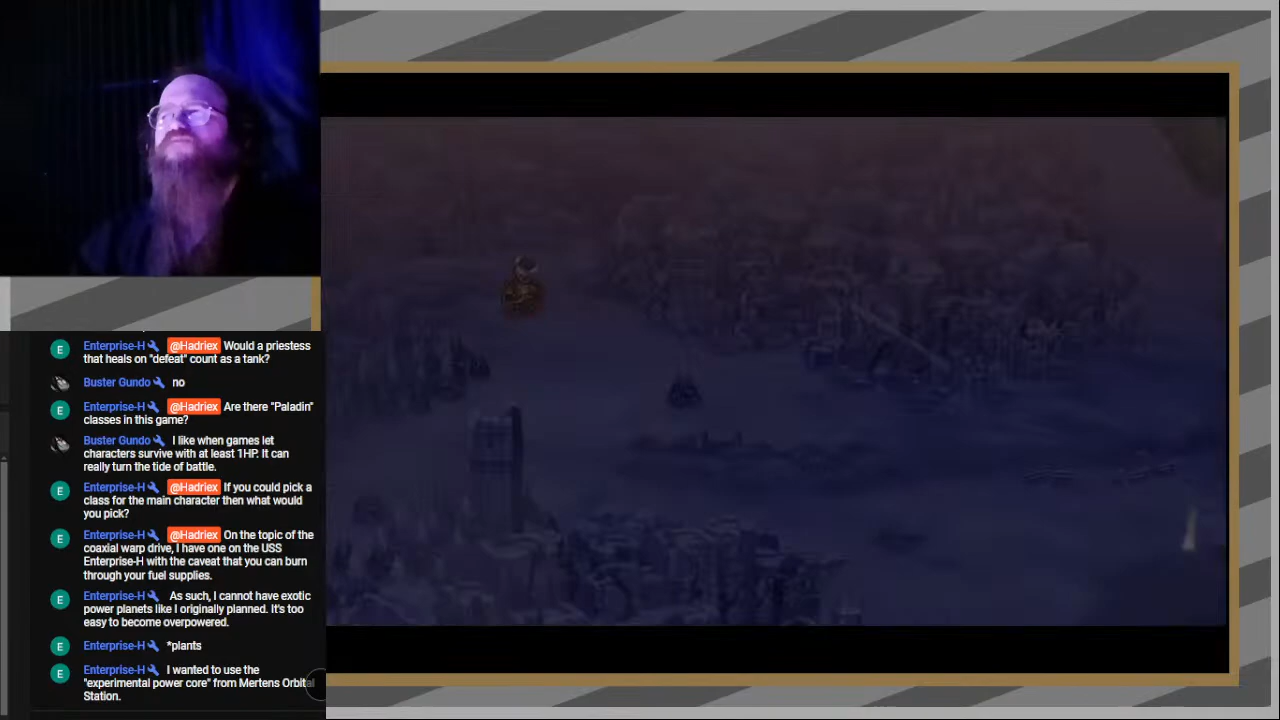 Enterprise-H @Hadriex Would a priestess
that heals on "defeat" count as a tank?
Buster Gundo no
Enterprise-H @Hadriex Are there "Paladin"
classes in this game?
Buster Gundo I like when games let
characters survive with at least 1HP. It can
really turn the tide of battle.
Enterprise-H @Hadriex If you could pick a
class for the main character then what would
you pick?
Enterprise-H @Hadriex On the topic of the
coaxial warp drive, I have one on the USS
Enterprise-H with the caveat that you can burn
through your fuel supplies.
Enterprise-H As such, I cannot have exotic
power planets like I originally planned. It's too
easy to become overpowered.
Enterprise-H *plants
Enterprise-H I wanted to use the
"experimental power core" from Mertens Orbital
Station.
E
E
E
E
E
E
E